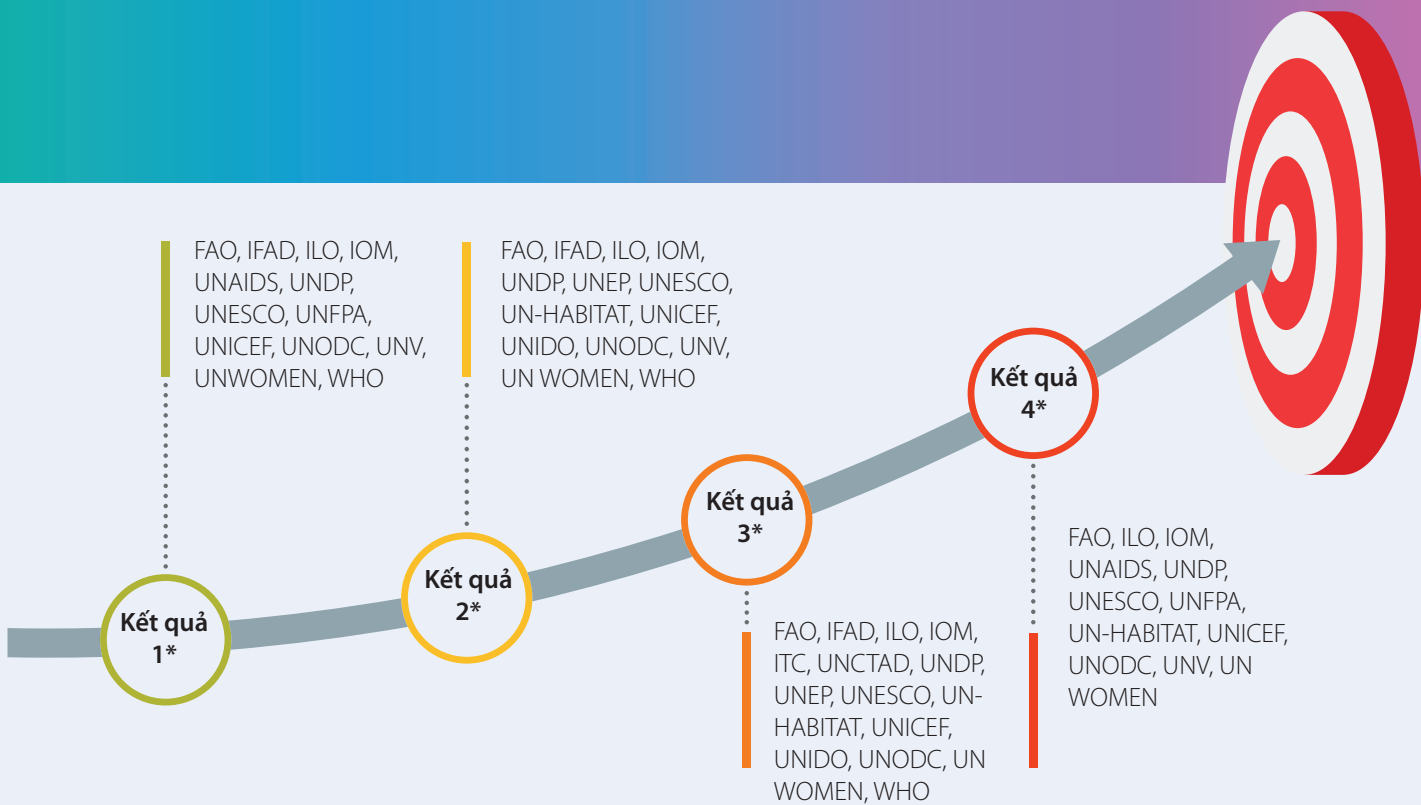 FAO, IFAD, ILO, IOM,
UNAIDS, UNDP,
UNESCO, UNFPA,
UNICEF, UNODC, UNV,
UNWOMEN, WHO
FAO, IFAD, ILO, IOM,
UNDP, UNEP, UNESCO,
UN-HABITAT, UNICEF,
UNIDO, UNODC, UNV,
UN WOMEN, WHO
Kết quả
1*
Kết quả
2*
Kết quả
3*
Kết quả
4*
FAO, IFAD, ILO, IOM,
ITC, UNCTAD, UNDP,
UNEP, UNESCO, UN-
HABITAT, UNICEF,
UNIDO, UNODC, UN
WOMEN, WHO
FAO, ILO, IOM,
UNAIDS, UNDP,
UNESCO, UNFPA,
UN-HABITAT, UNICEF,
UNODC, UNV, UN
WOMEN